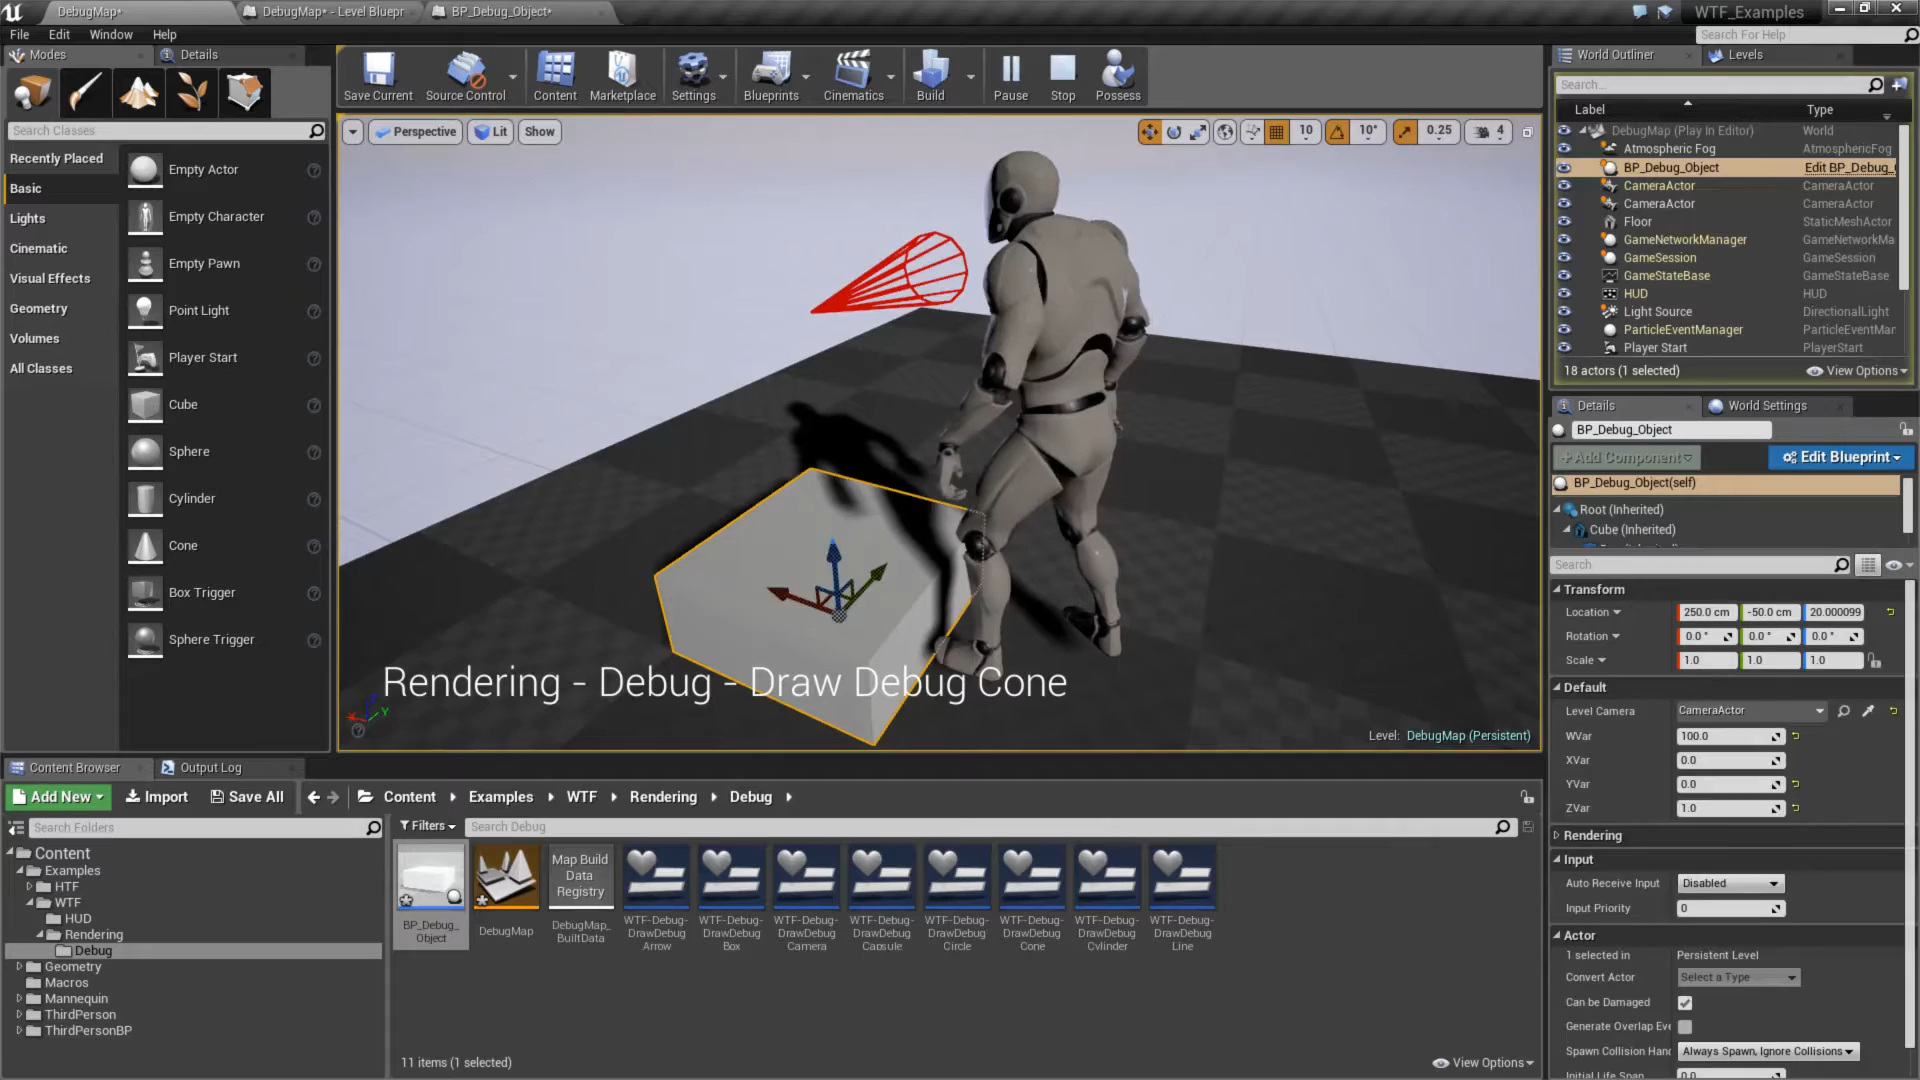 DebugMap*
DebugMap* - Level Bluepr
BP_Debug_Object*
WTF_Examples
File Edit Window Help
Search For Help
Modes
Details
Search Classes
Recently Placed
Basic
Lights
Cinematic
Visual Effects
Geometry
Volumes
All Classes
Empty Actor
Empty Character
Empty Pawn
Point Light
Player Start
Cube
Sphere
Cylinder
Cone
Box Trigger
Sphere Trigger
Save Current
Source Control
Content
Marketplace
Settings
Blueprints
Cinematics
Build
Pause
Stop
Possess
Perspective
Lit
Show
10
10°
0.25
4
Rendering - Debug - Draw Debug Cone
Level: DebugMap (Persistent)
World Outliner
Levels
Search...
Label Type
DebugMap (Play In Editor) World
Atmospheric Fog AtmosphericFog
BP_Debug_Object Edit BP_Debug_
CameraActor CameraActor
CameraActor CameraActor
Floor StaticMeshActor
GameNetworkManager GameNetworkMa
GameSession GameSession
GameStateBase GameStateBase
HUD HUD
Light Source DirectionalLight
ParticleEventManager ParticleEventMar
Player Start PlayerStart
18 actors (1 selected)
View Options
Details
World Settings
BP_Debug_Object
+ Add Component
Edit Blueprint
BP_Debug_Object(self)
Root (Inherited)
Cube (Inherited)
Search
Transform
Location 250.0 cm -50.0 cm 20.000099
Rotation 0.0 ° 0.0 ° 0.0 °
Scale 1.0 1.0 1.0
Default
Level Camera CameraActor
WVar 100.0
XVar 0.0
YVar 0.0
ZVar 1.0
Rendering
Input
Auto Receive Input Disabled
Input Priority 0
Actor
1 selected in Persistent Level
Convert Actor Select a Type
Can be Damaged
Generate Overlap Eve
Spawn Collision Hand Always Spawn, Ignore Collisions
Initial Life Span 0.0
Content Browser
Output Log
Add New
Import
Save All
Content Examples WTF Rendering Debug
Search Folders
Filters
Search Debug
Content
Examples
HTF
WTF
HUD
Rendering
Debug
Geometry
Macros
Mannequin
ThirdPerson
ThirdPersonBP
BP_Debug_
Object
DebugMap
Map Build
Data
Registry
DebugMap_
BuiltData
WTF-Debug-
DrawDebug
Arrow
WTF-Debug-
DrawDebug
Box
WTF-Debug-
DrawDebug
Camera
WTF-Debug-
DrawDebug
Capsule
WTF-Debug-
DrawDebug
Circle
WTF-Debug-
DrawDebug
Cone
WTF-Debug-
DrawDebug
Cylinder
WTF-Debug-
DrawDebug
Line
11 items (1 selected)
View Options